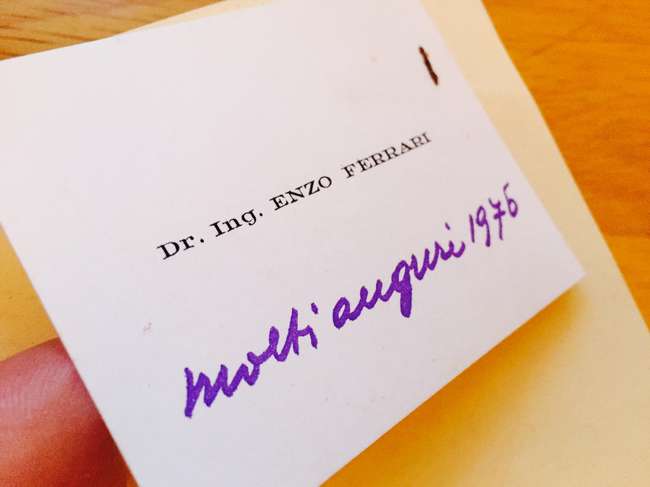 Dr. Ing. ENZO FERRARI
molti auguri 1976